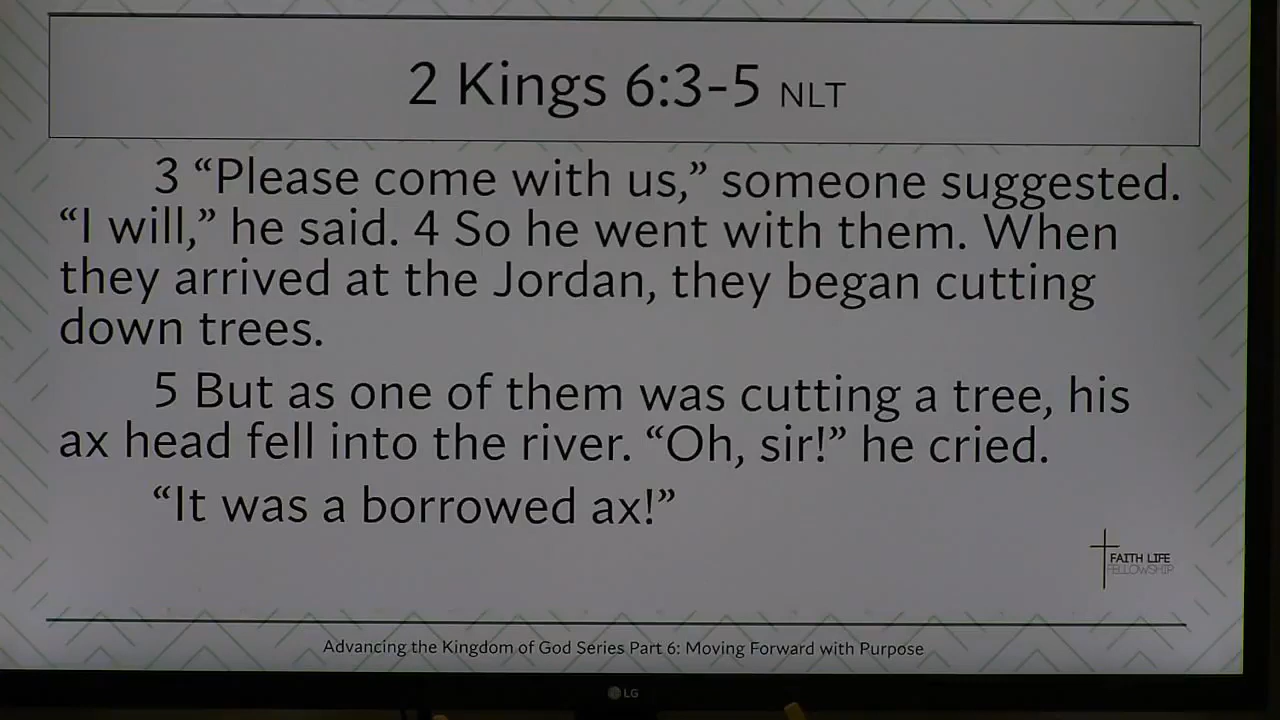 2 Kings 6:3-5 NLT
3 “Please come with us,” someone suggested.
“I will,” he said. 4 So he went with them. When
they arrived at the Jordan, they began cutting
down trees.
5 But as one of them was cutting a tree, his
ax head fell into the river. “Oh, sir!” he cried.
“It was a borrowed ax!”
FAITH LIFE
FELLOWSHIP
Advancing the Kingdom of God Series Part 6: Moving Forward with Purpose
LG